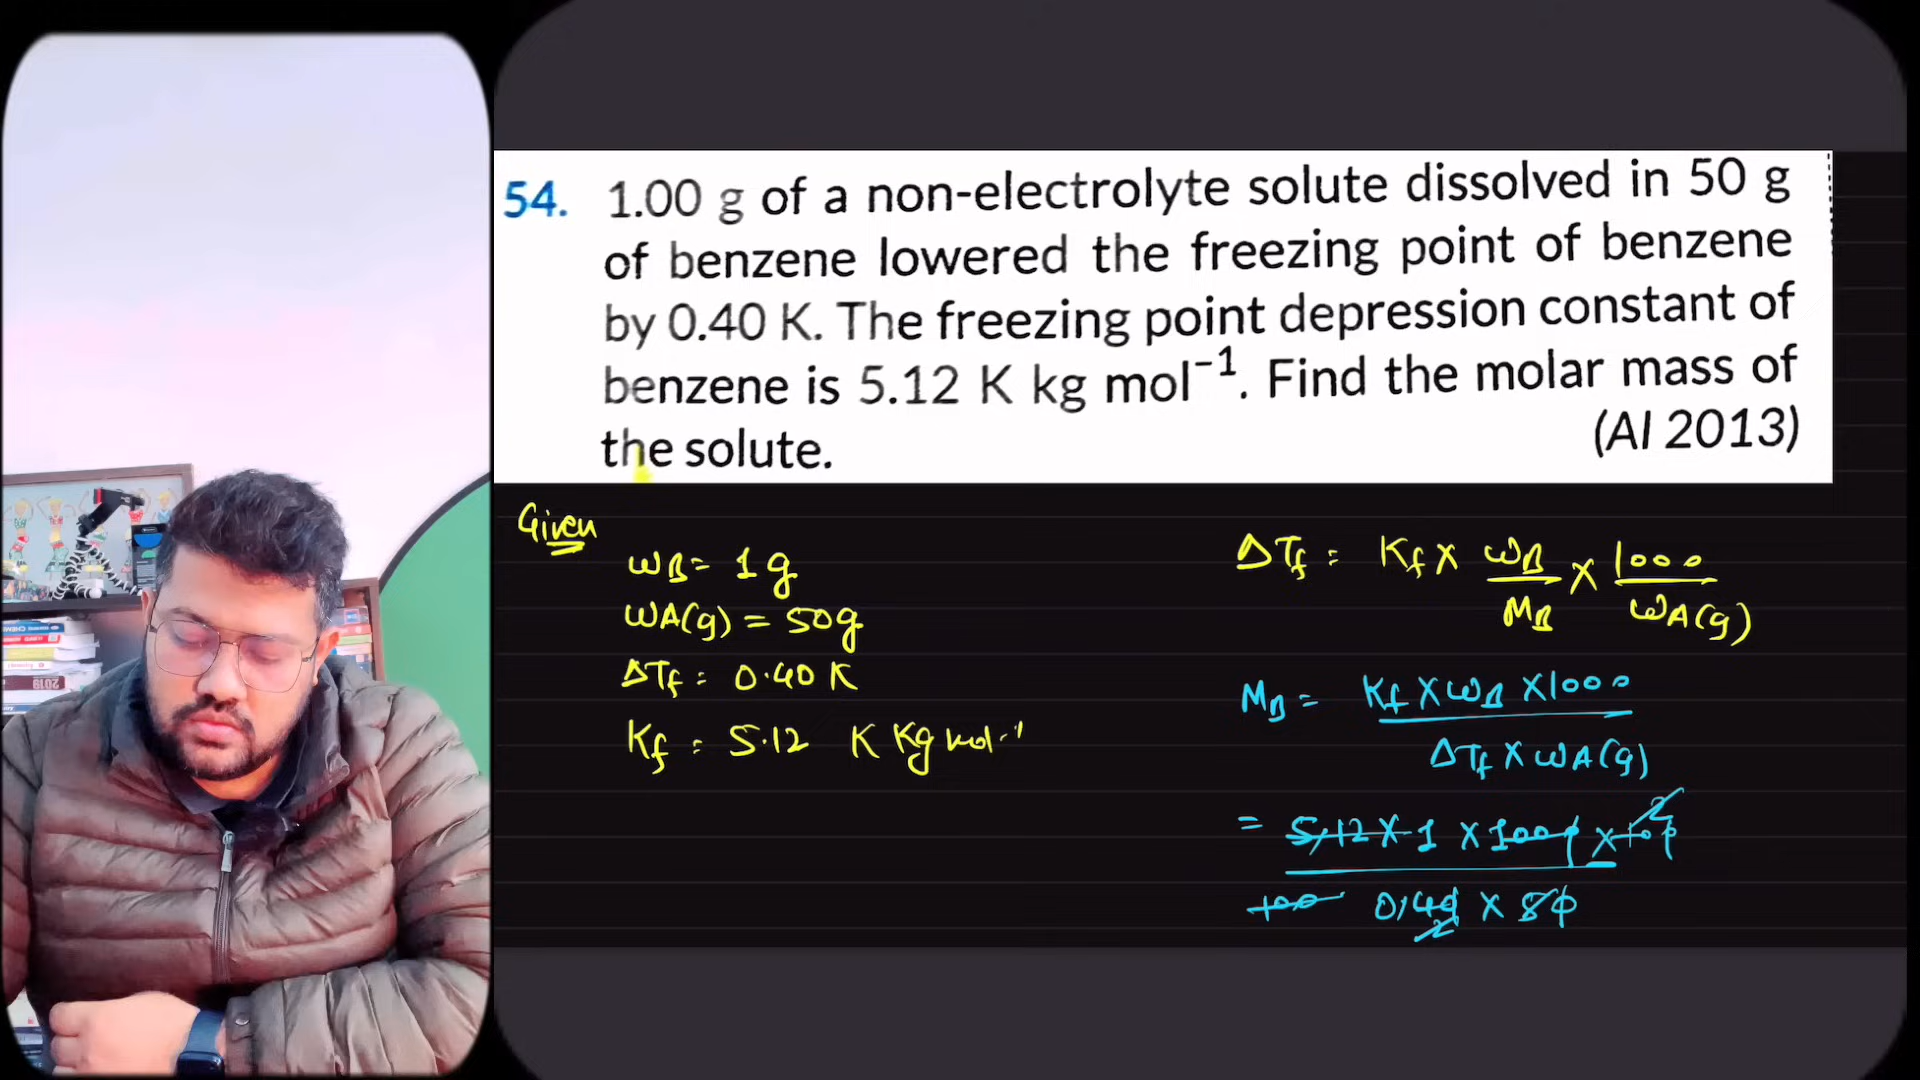 54. 1.00 g of a non-electrolyte solute dissolved in 50 g
of benzene lowered the freezing point of benzene
by 0.40 K. The freezing point depression constant of
benzene is 5.12 K kg mol⁻¹. Find the molar mass of
the solute. (AI 2013)
Given
wB = 1 g
wA(g) = 50g
ΔTf = 0.40 K
Kf = 5.12 K Kg mol⁻¹
ΔTf = Kf × wB/MB × 1000/wA(g)
MB = Kf × wB × 1000
ΔTf × wA(g)
= 5.12 × 1 × 1000 × 100 2
100 0.40 × 50
2
2019